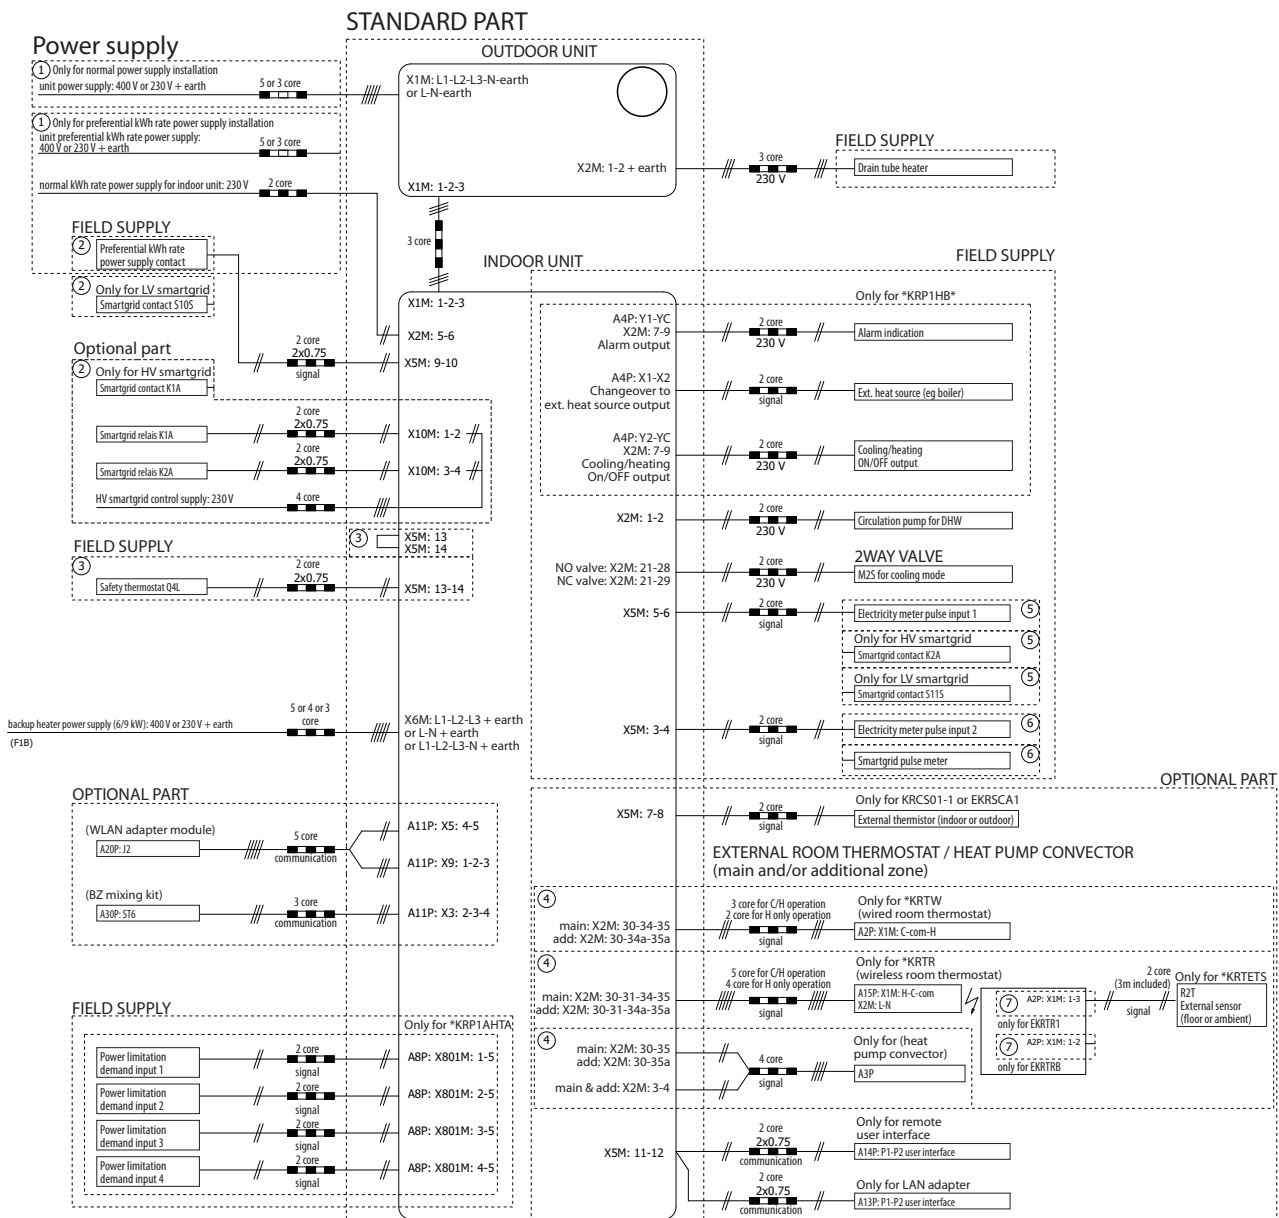 STANDARD PART
Power supply
① Only for normal power supply installation
unit power supply: 400 V or 230 V + earth
5 or 3 core
① Only for preferential kWh rate power supply installation
unit preferential kWh rate power supply:
400 V or 230 V + earth
5 or 3 core
normal kWh rate power supply for indoor unit: 230 V
2 core
FIELD SUPPLY
② Preferential kWh rate
power supply contact
② Only for LV smartgrid
Smartgrid contact S10S
2 core
2x0.75
signal
Optional part
② Only for HV smartgrid
Smartgrid contact K1A
2 core
2x0.75
Smartgrid relais K1A
2 core
2x0.75
Smartgrid relais K2A
HV smartgrid control supply: 230 V
4 core
FIELD SUPPLY
③
Safety thermostat Q4L
2 core
2x0.75
backup heater power supply (6/9 kW): 400 V or 230 V + earth
(F1B)
5 or 4 or 3
core
OPTIONAL PART
(WLAN adapter module)
A20P: J2
5 core
communication
(BZ mixing kit)
A30P: ST6
3 core
communication
FIELD SUPPLY
Only for *KRP1AHTA
Power limitation
demand input 1
2 core
signal
A8P: X801M: 1-5
Power limitation
demand input 2
2 core
signal
A8P: X801M: 2-5
Power limitation
demand input 3
2 core
signal
A8P: X801M: 3-5
Power limitation
demand input 4
2 core
signal
A8P: X801M: 4-5
OUTDOOR UNIT
X1M: L1-L2-L3-N-earth
or L-N-earth
X2M: 1-2 + earth
X1M: 1-2-3
3 core
INDOOR UNIT
X1M: 1-2-3
X2M: 5-6
X5M: 9-10
X10M: 1-2
X10M: 3-4
③
X5M: 13
X5M: 14
X5M: 13-14
X6M: L1-L2-L3 + earth
or L-N + earth
or L1-L2-L3-N + earth
A11P: X5: 4-5
A11P: X9: 1-2-3
A11P: X3: 2-3-4
3 core
230 V
FIELD SUPPLY
Drain tube heater
FIELD SUPPLY
Only for *KRP1HB*
A4P: Y1-YC
X2M: 7-9
Alarm output
2 core
230 V
Alarm indication
A4P: X1-X2
Changeover to
ext. heat source output
2 core
signal
Ext. heat source (eg boiler)
A4P: Y2-YC
X2M: 7-9
Cooling/heating
On/OFF output
2 core
230 V
Cooling/heating
ON/OFF output
X2M: 1-2
2 core
230 V
Circulation pump for DHW
NO valve: X2M: 21-28
NC valve: X2M: 21-29
2 core
230 V
2WAY VALVE
M2S for cooling mode
X5M: 5-6
2 core
signal
Electricity meter pulse input 1
⑤
Only for HV smartgrid
Smartgrid contact K2A
⑤
Only for LV smartgrid
Smartgrid contact S11S
⑤
X5M: 3-4
2 core
signal
Electricity meter pulse input 2
⑥
Smartgrid pulse meter
⑥
OPTIONAL PART
X5M: 7-8
2 core
signal
Only for KRCS01-1 or EKRSCA1
External thermistor (indoor or outdoor)
EXTERNAL ROOM THERMOSTAT / HEAT PUMP CONVECTOR
(main and/or additional zone)
④
main: X2M: 30-34-35
add: X2M: 30-34a-35a
3 core for C/H operation
2 core for H only operation
signal
Only for *KRTW
(wired room thermostat)
A2P: X1M: C-com-H
④
main: X2M: 30-31-34-35
add: X2M: 30-31-34a-35a
5 core for C/H operation
4 core for H only operation
signal
Only for *KRTR
(wireless room thermostat)
A15P: X1M: H-C-com
X2M: L-N
⑦ A2P: X1M: 1-3
only for EKRTR1
⑦ A2P: X1M: 1-2
only for EKRTRB
2 core
(3m included)
signal
Only for *KRTETS
R2T
External sensor
(floor or ambient)
④
main: X2M: 30-35
add: X2M: 30-35a
main & add: X2M: 3-4
4 core
signal
Only for (heat
pump convector)
A3P
X5M: 11-12
2 core
2x0.75
communication
Only for remote
user interface
A14P: P1-P2 user interface
2 core
2x0.75
communication
Only for LAN adapter
A13P: P1-P2 user interface